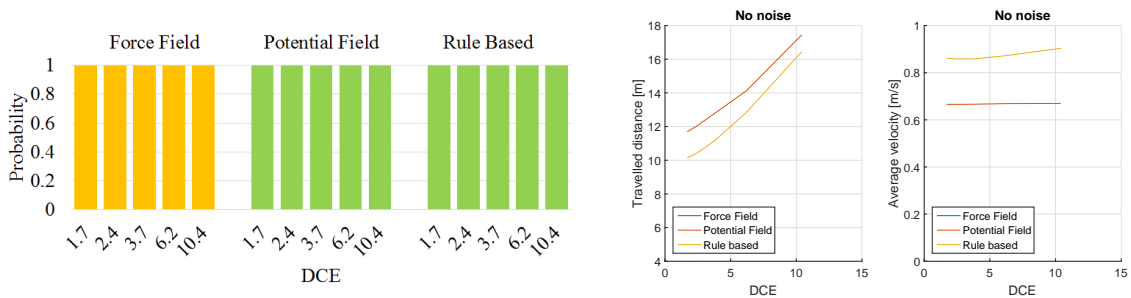 Force Field Potential Field Rule Based
1
0.8
0.6
0.4
0.2
0
Probability
1.7 2.4 3.7 6.2 10.4 1.7 2.4 3.7 6.2 10.4 1.7 2.4 3.7 6.2 10.4
DCE
No noise
18
16
14
12
10
8
6
4
Travelled distance [m]
Force Field
Potential Field
Rule based
0 5 10 15
DCE
No noise
1
0.8
0.6
0.4
0.2
0
Average velocity [m/s]
Force Field
Potential Field
Rule based
0 5 10 15
DCE